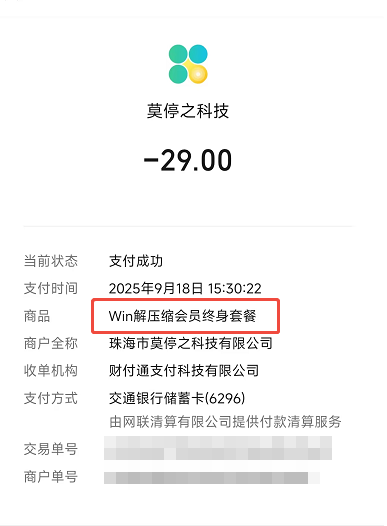 莫停之科技
-29.00
当前状态 支付成功
支付时间 2025年9月18日 15:30:22
商品 Win解压缩会员终身套餐
商户全称 珠海市莫停之科技有限公司
收单机构 财付通支付科技有限公司
支付方式 交通银行储蓄卡(6296)
由网联清算有限公司提供付款清算服务
交易单号
商户单号